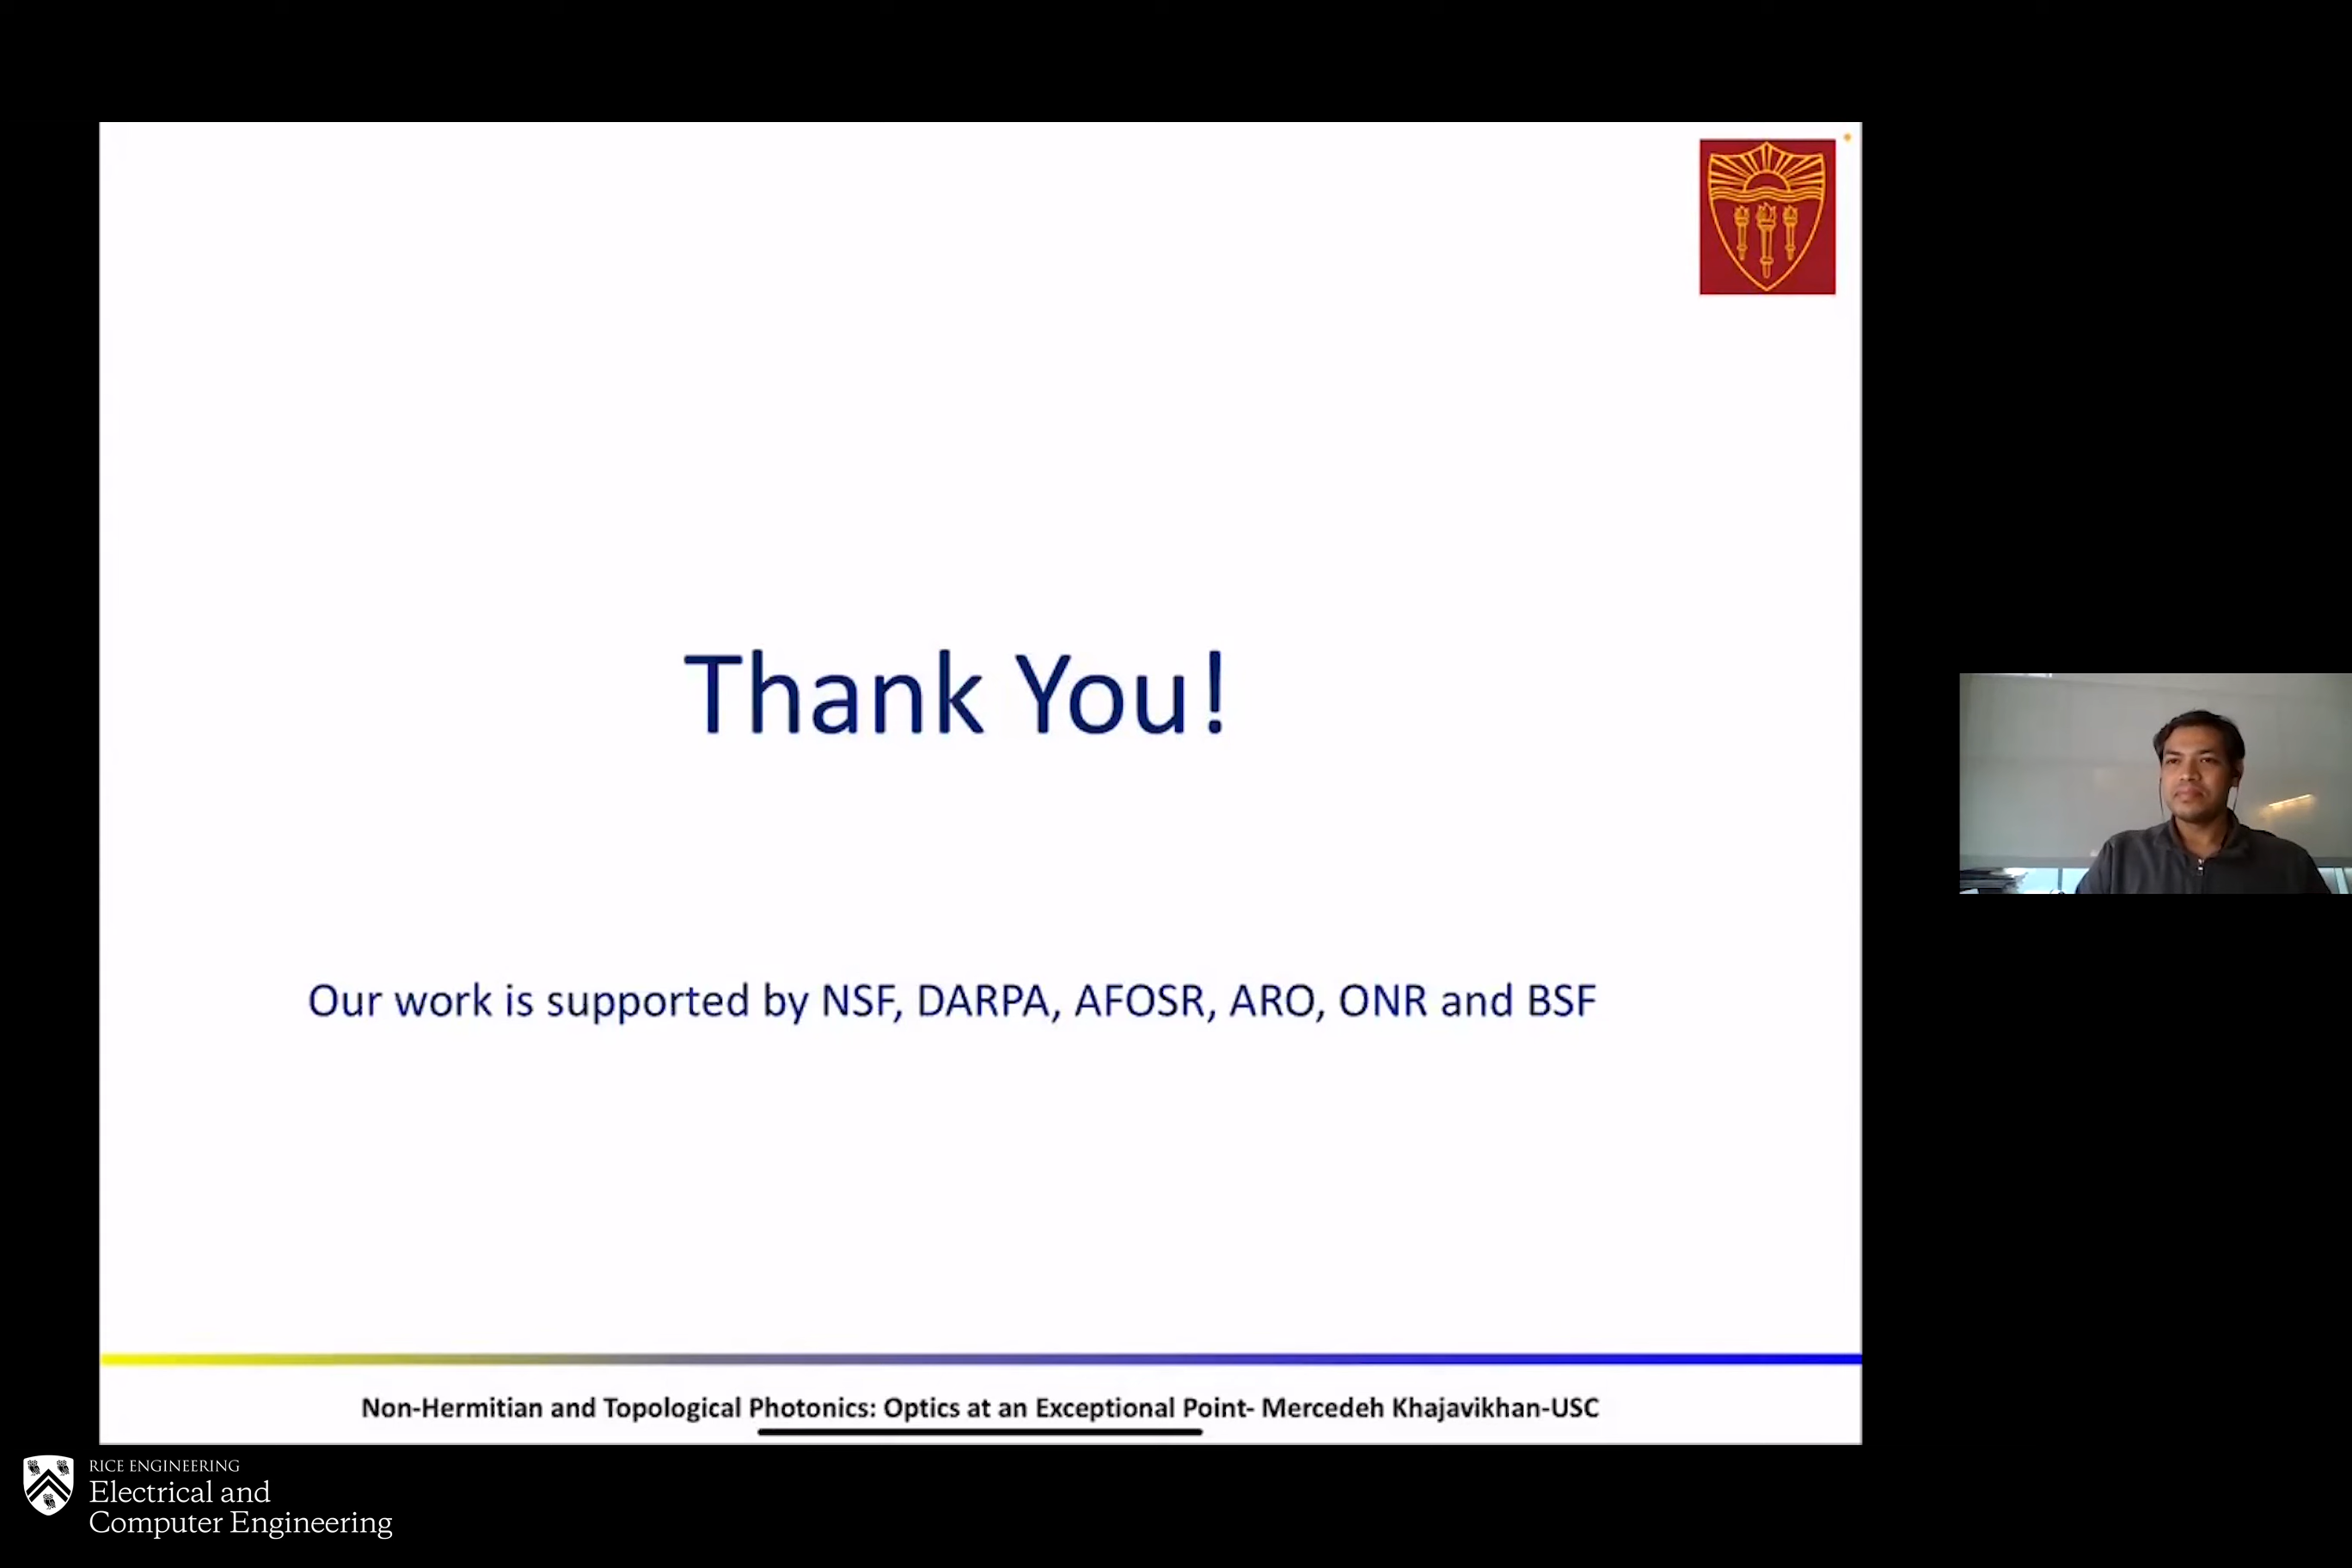 Thank You!
Our work is supported by NSF, DARPA, AFOSR, ARO, ONR and BSF
Non-Hermitian and Topological Photonics: Optics at an Exceptional Point- Mercedeh Khajavikhan-USC
RICE ENGINEERING
Electrical and
Computer Engineering